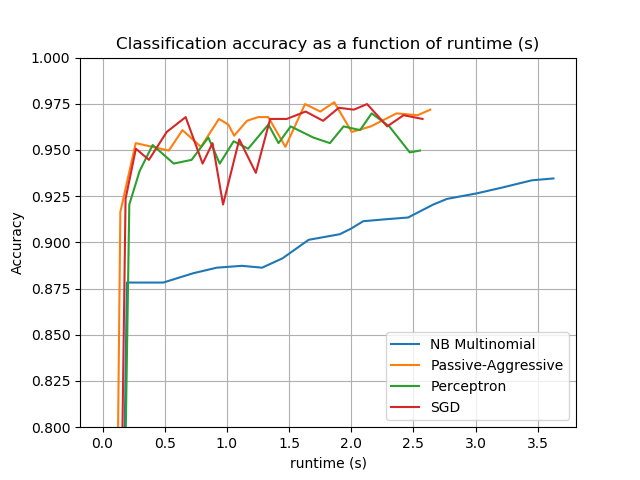 Classification accuracy as a function of runtime (s)
1.000
0.975
0.950
0.925
0.900
0.875
0.850
0.825
0.800
Accuracy
NB Multinomial
Passive-Aggressive
Perceptron
SGD
0.0 0.5 1.0 1.5 2.0 2.5 3.0 3.5
runtime (s)